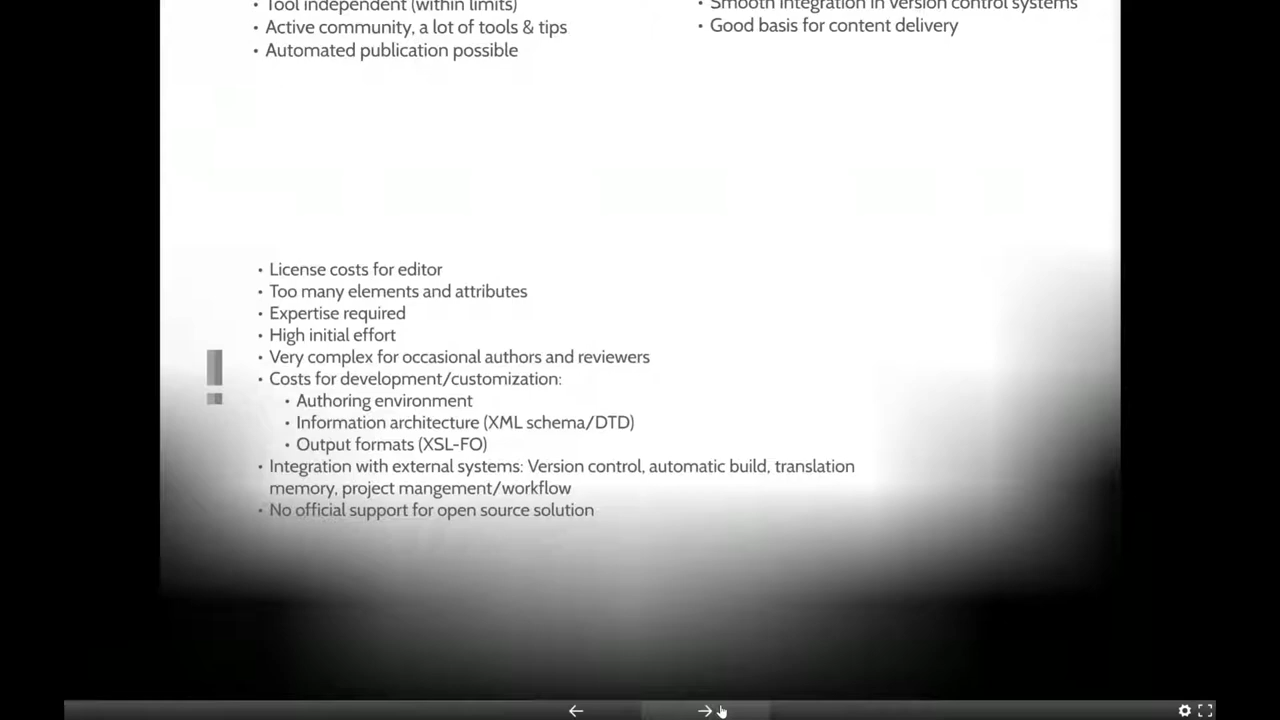 • Tool independent (within limits)
• Active community, a lot of tools & tips
• Automated publication possible
• Smooth integration in version control systems
• Good basis for content delivery
!
• License costs for editor
• Too many elements and attributes
• Expertise required
• High initial effort
• Very complex for occasional authors and reviewers
• Costs for development/customization:
• Authoring environment
• Information architecture (XML schema/DTD)
• Output formats (XSL-FO)
• Integration with external systems: Version control, automatic build, translation
memory, project mangement/workflow
• No official support for open source solution